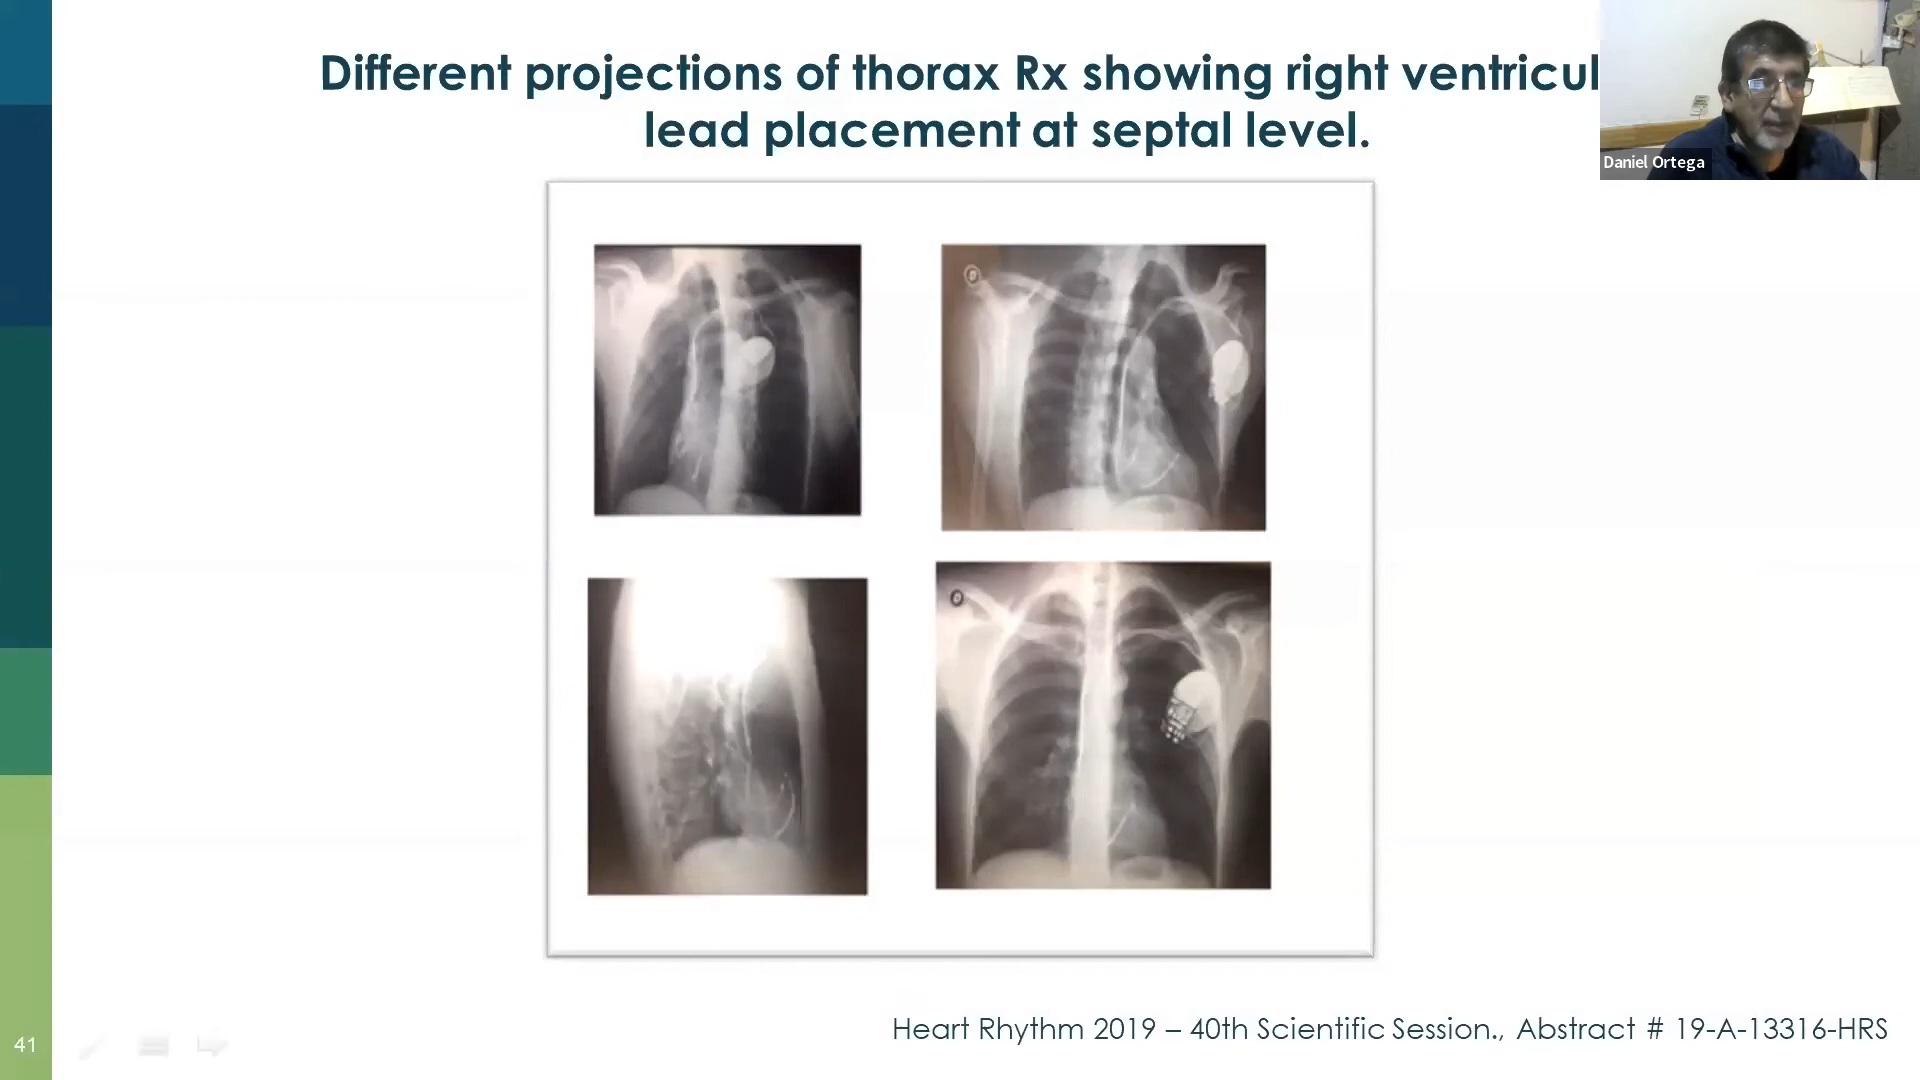 Different projections of thorax Rx showing right ventricul
lead placement at septal level.
Daniel Ortega
D
Heart Rhythm 2019 – 40th Scientific Session., Abstract # 19-A-13316-HRS
41